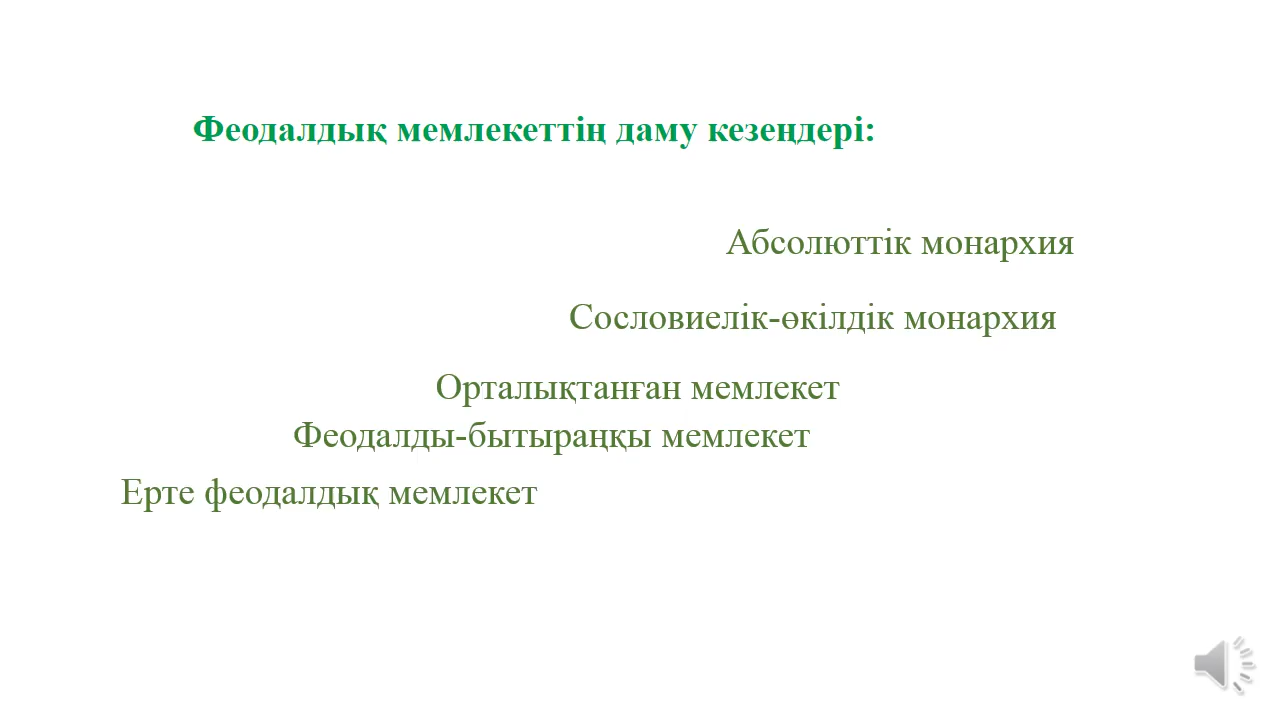 Феодалдық мемлекеттің даму кезеңдері:
Абсолюттік монархия
Сословиелік-өкілдік монархия
Орталықтанған мемлекет
Феодалды-бытыраңқы мемлекет
Ерте феодалдық мемлекет